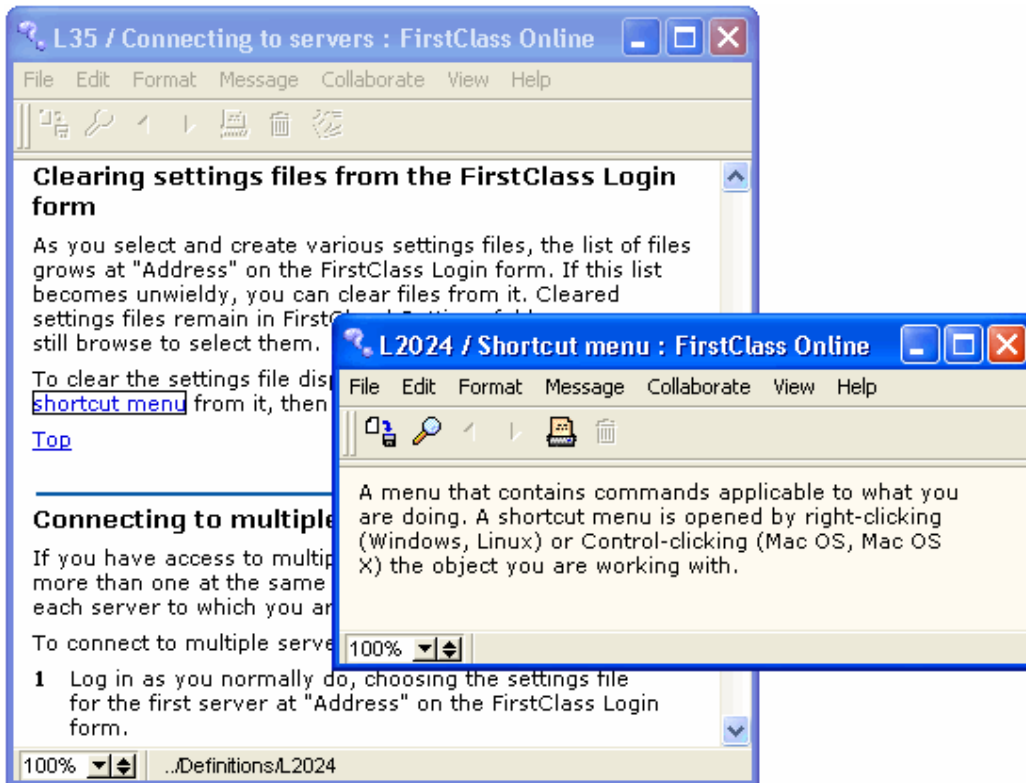 L35 / Connecting to servers : FirstClass Online
File Edit Format Message Collaborate View Help
Clearing settings files from the FirstClass Login
form
As you select and create various settings files, the list of files
grows at "Address" on the FirstClass Login form. If this list
becomes unwieldy, you can clear files from it. Cleared
settings files remain in
still browse to select them.
To clear the settings file
shortcut menu from it, then
Top
Connecting to multiple
If you have access to
more than one at the same
each server to which you
To connect to multiple
1 Log in as you normally do, choosing the settings file
for the first server at "Address" on the FirstClass Login
form.
100% ../Definitions/L2024
L2024 / Shortcut menu : FirstClass Online
File Edit Format Message Collaborate View Help
A menu that contains commands applicable to what you
are doing. A shortcut menu is opened by right-clicking
(Windows, Linux) or Control-clicking (Mac OS, Mac OS
X) the object you are working with.
100%